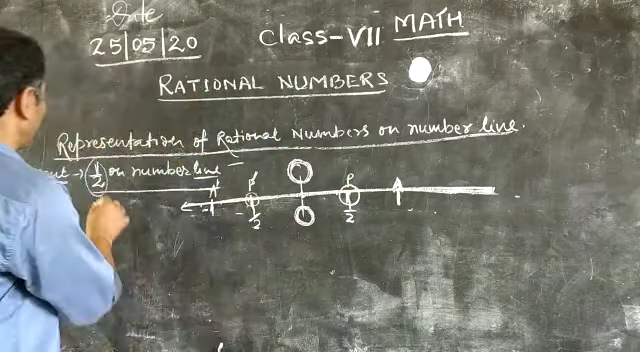 Date
25|05|20
Class-VII MATH
RATIONAL NUMBERS
Representation of Rational Numbers on number line.
→ 1/2 on number line
P' O P
-1 -1/2 0 1/2 1